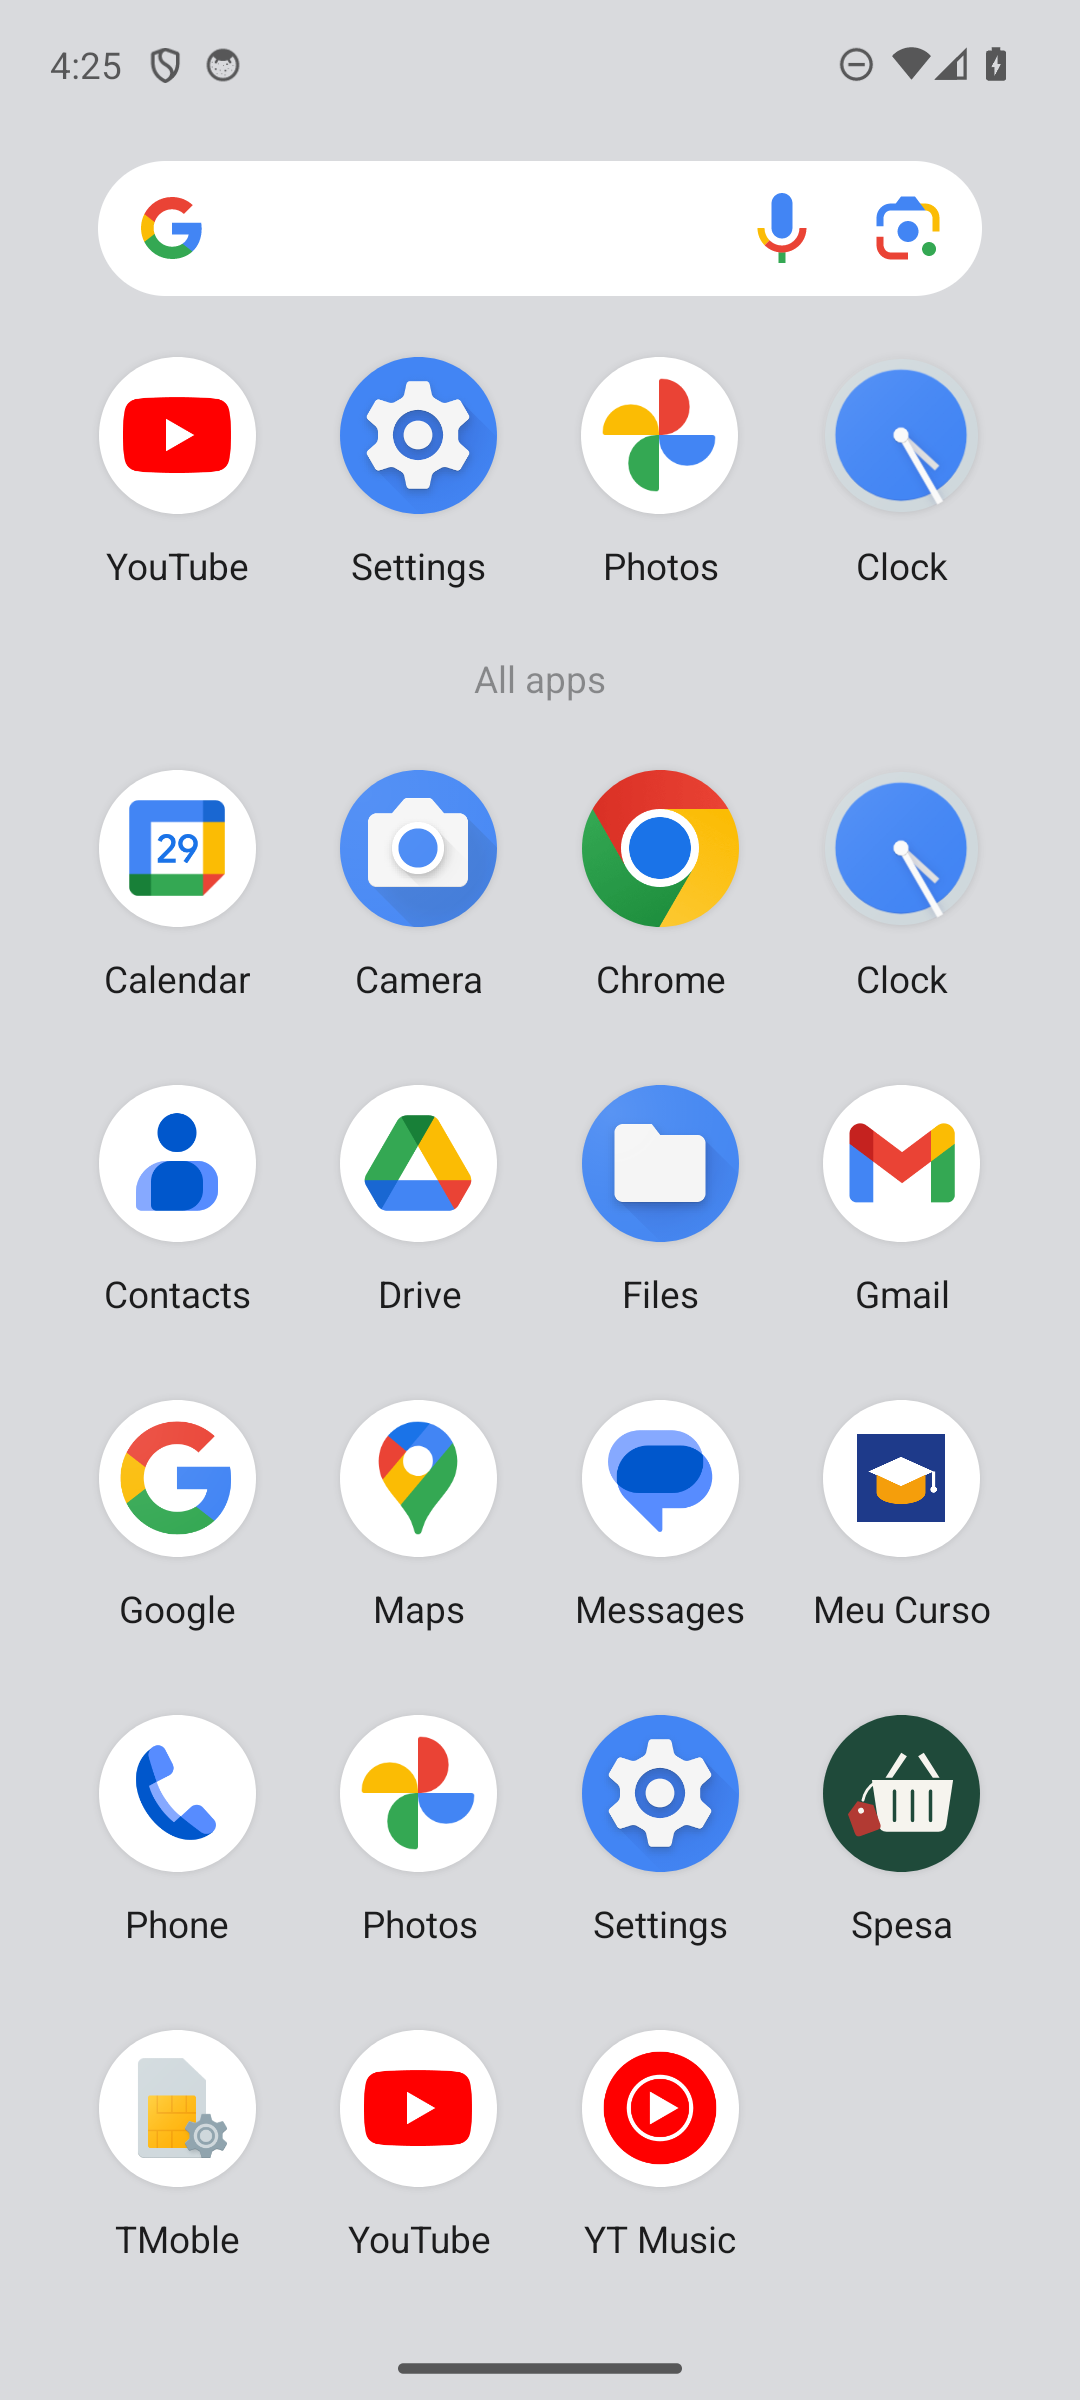 4:25
YouTube Settings Photos Clock
All apps
29
Calendar Camera Chrome Clock
Contacts Drive Files Gmail
Google Maps Messages Meu Curso
Phone Photos Settings Spesa
TMoble YouTube YT Music